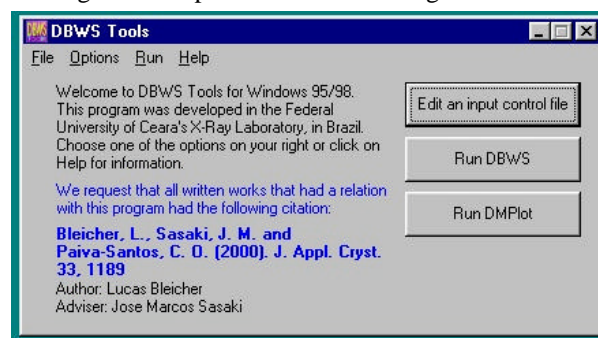 DBWS Tools
File Options Run Help
Welcome to DBWS Tools for Windows 95/98.
This program was developed in the Federal
University of Ceara's X-Ray Laboratory, in Brazil.
Choose one of the options on your right or click on
Help for information.
We request that all written works that had a relation
with this program had the following citation:
Bleicher, L., Sasaki, J. M. and
Paiva-Santos, C. O. (2000). J. Appl. Cryst.
33, 1189
Author: Lucas Bleicher
Adviser: Jose Marcos Sasaki
Edit an input control file
Run DBWS
Run DMPlot